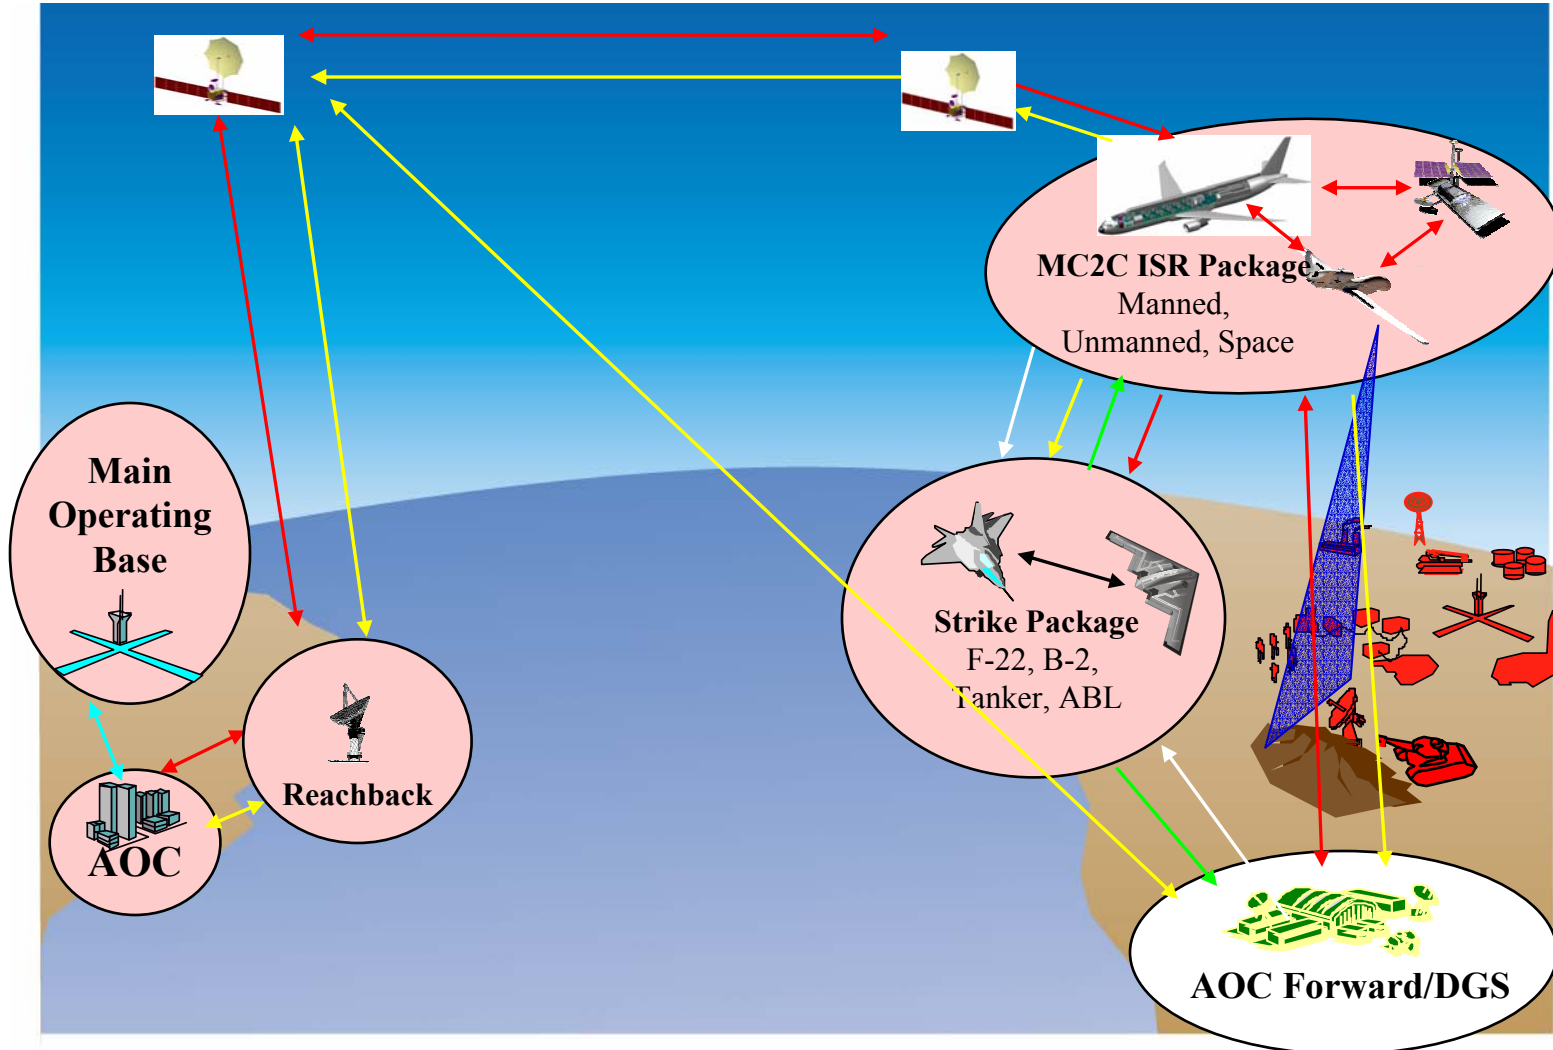 MC2C ISR Package
Manned,
Unmanned, Space
Main
Operating
Base
Strike Package
F-22, B-2,
Tanker, ABL
Reachback
AOC
AOC Forward/DGS